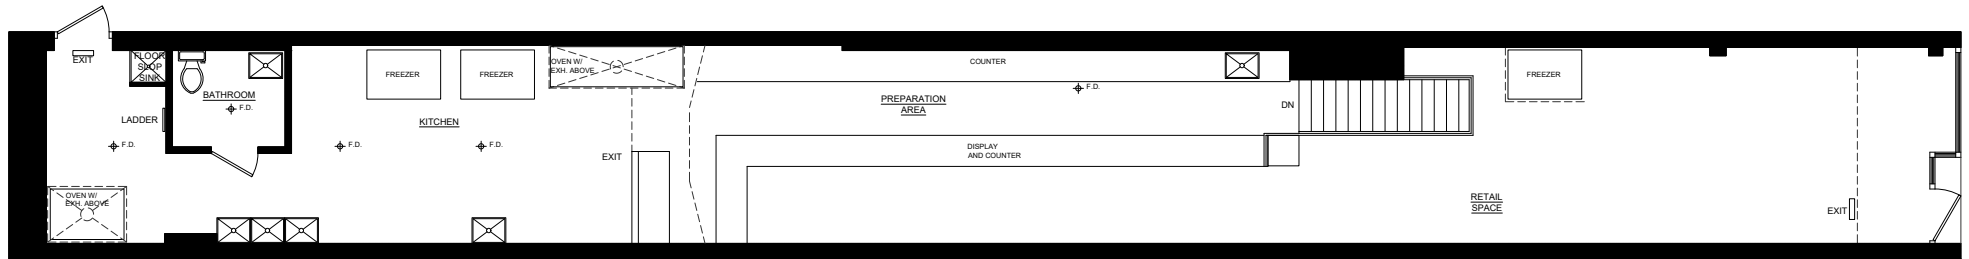 EXIT
FLOOR
SLOP
SINK
BATHROOM
F.D.
LADDER
F.D.
OVEN W/
EXH. ABOVE
FREEZER
FREEZER
KITCHEN
F.D.
F.D.
OVEN W/
EXH. ABOVE
EXIT
COUNTER
PREPARATION
AREA
F.D.
DISPLAY
AND COUNTER
DN
FREEZER
RETAIL
SPACE
EXIT